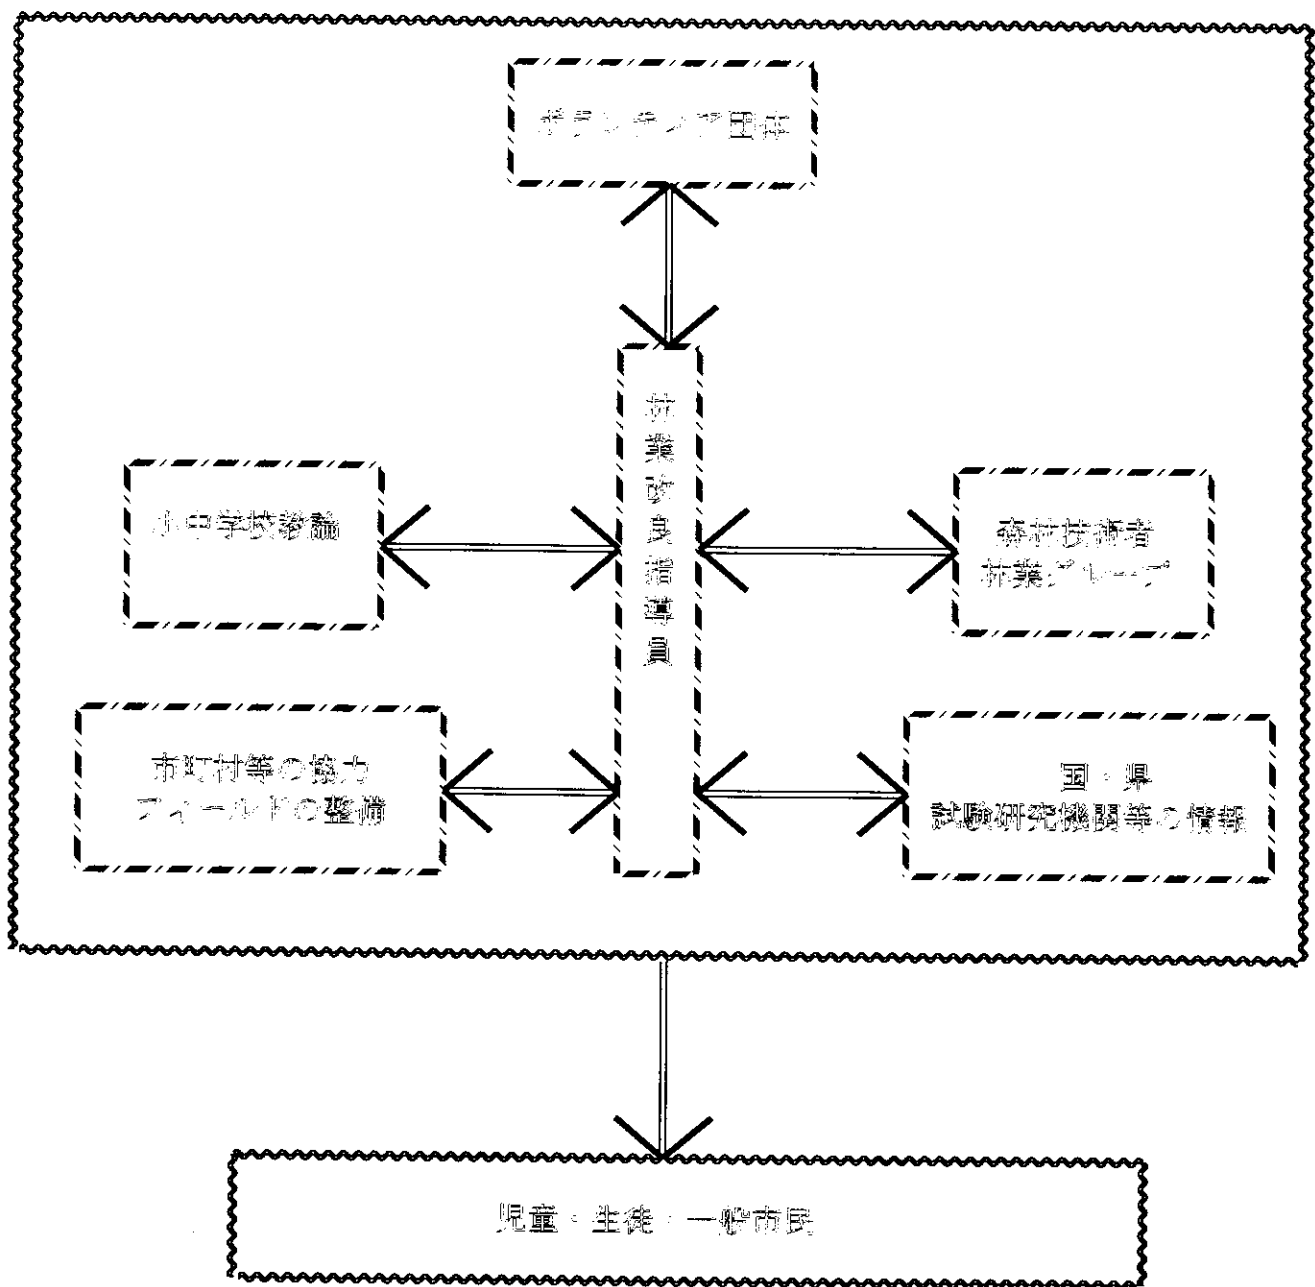 ボランティア団体
林業改良指導員
小中学校教諭
森林技術者
林業グループ
市町村等の協力
フィールドの整備
国・県
試験研究機関等の情報
児童・生徒・一般市民